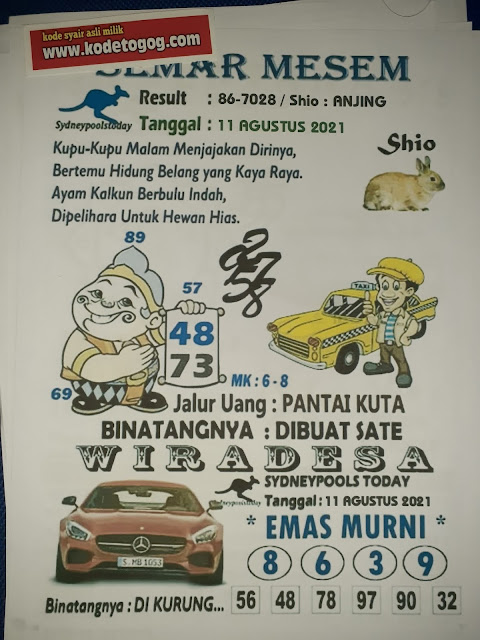 kode syair asli milik
www.kodetogog.com
SEMAR MESEM
Result : 86-7028 / Shio : ANJING
Sydneypoolstoday
Tanggal : 11 AGUSTUS 2021
Kupu-Kupu Malam Menjajakan Dirinya,
Bertemu Hidung Belang yang Kaya Raya.
Ayam Kalkun Berbulu Indah,
Dipelihara Untuk Hewan Hias.
Shio
89
57
48
73
69
TAXI
MK : 6 - 8
Jalur Uang : PANTAI KUTA
BINATANGNYA : DIBUAT SATE
WIRADESA
Sydneypoolstoday
SYDNEYPOOLS TODAY
Tanggal : 11 AGUSTUS 2021
* EMAS MURNI *
8 6 3 9
S MB 1053
Binatangnya : DI KURUNG... 56 48 78 97 90 32